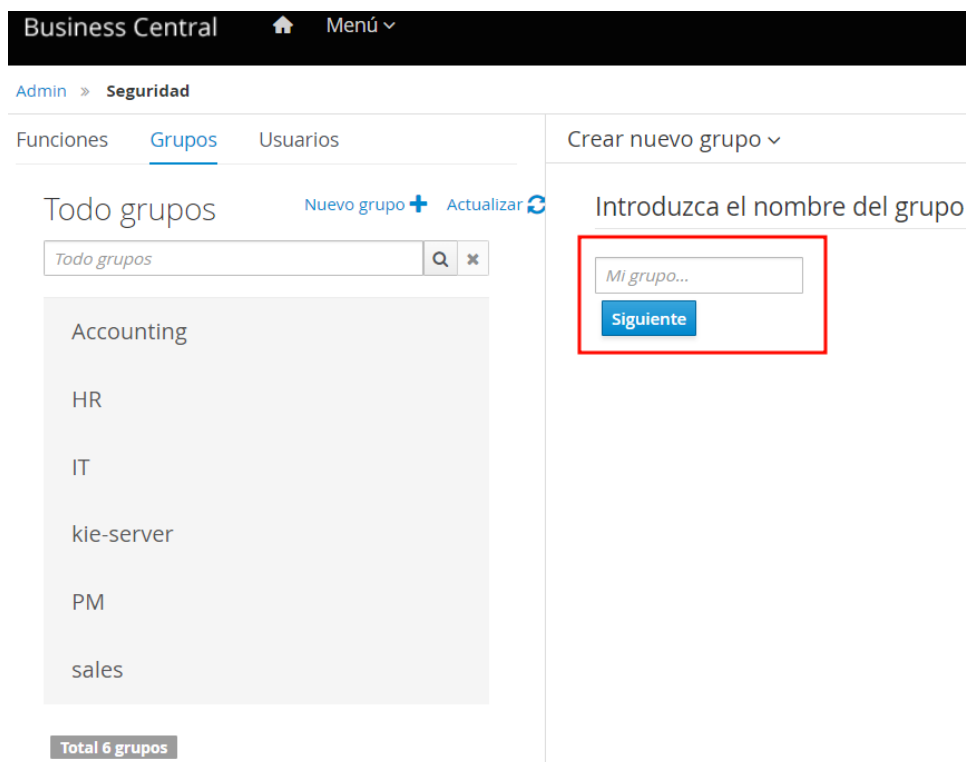 Business Central Menú
Admin » Seguridad
Funciones Grupos Usuarios
Todo grupos Nuevo grupo Actualizar
Todo grupos
Accounting
HR
IT
kie-server
PM
sales
Total 6 grupos
Crear nuevo grupo
Introduzca el nombre del grupo
Mi grupo...
Siguiente